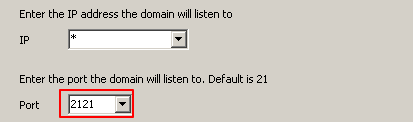 Enter the IP address the domain will listen to
IP *
Enter the port the domain will listen to. Default is 21
Port 2121